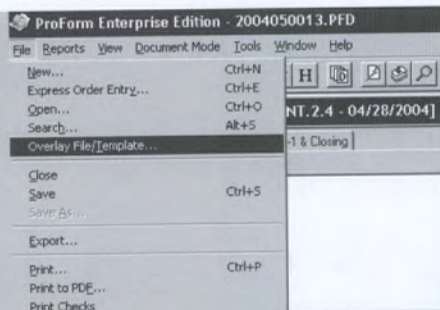 ProForm Enterprise Edition - 2004050013.PFD
File Reports View Document Mode Tools Window Help
New... Ctrl+N
Express Order Entry... Ctrl+E
Open... Ctrl+O
Search... Alt+S
Overlay File/Template...
Close
Save Ctrl+S
Save As...
Export...
Print... Ctrl+P
Print to PDF...
Print Checks
H
NT.2.4 - 04/28/2004]
-1 & Closing